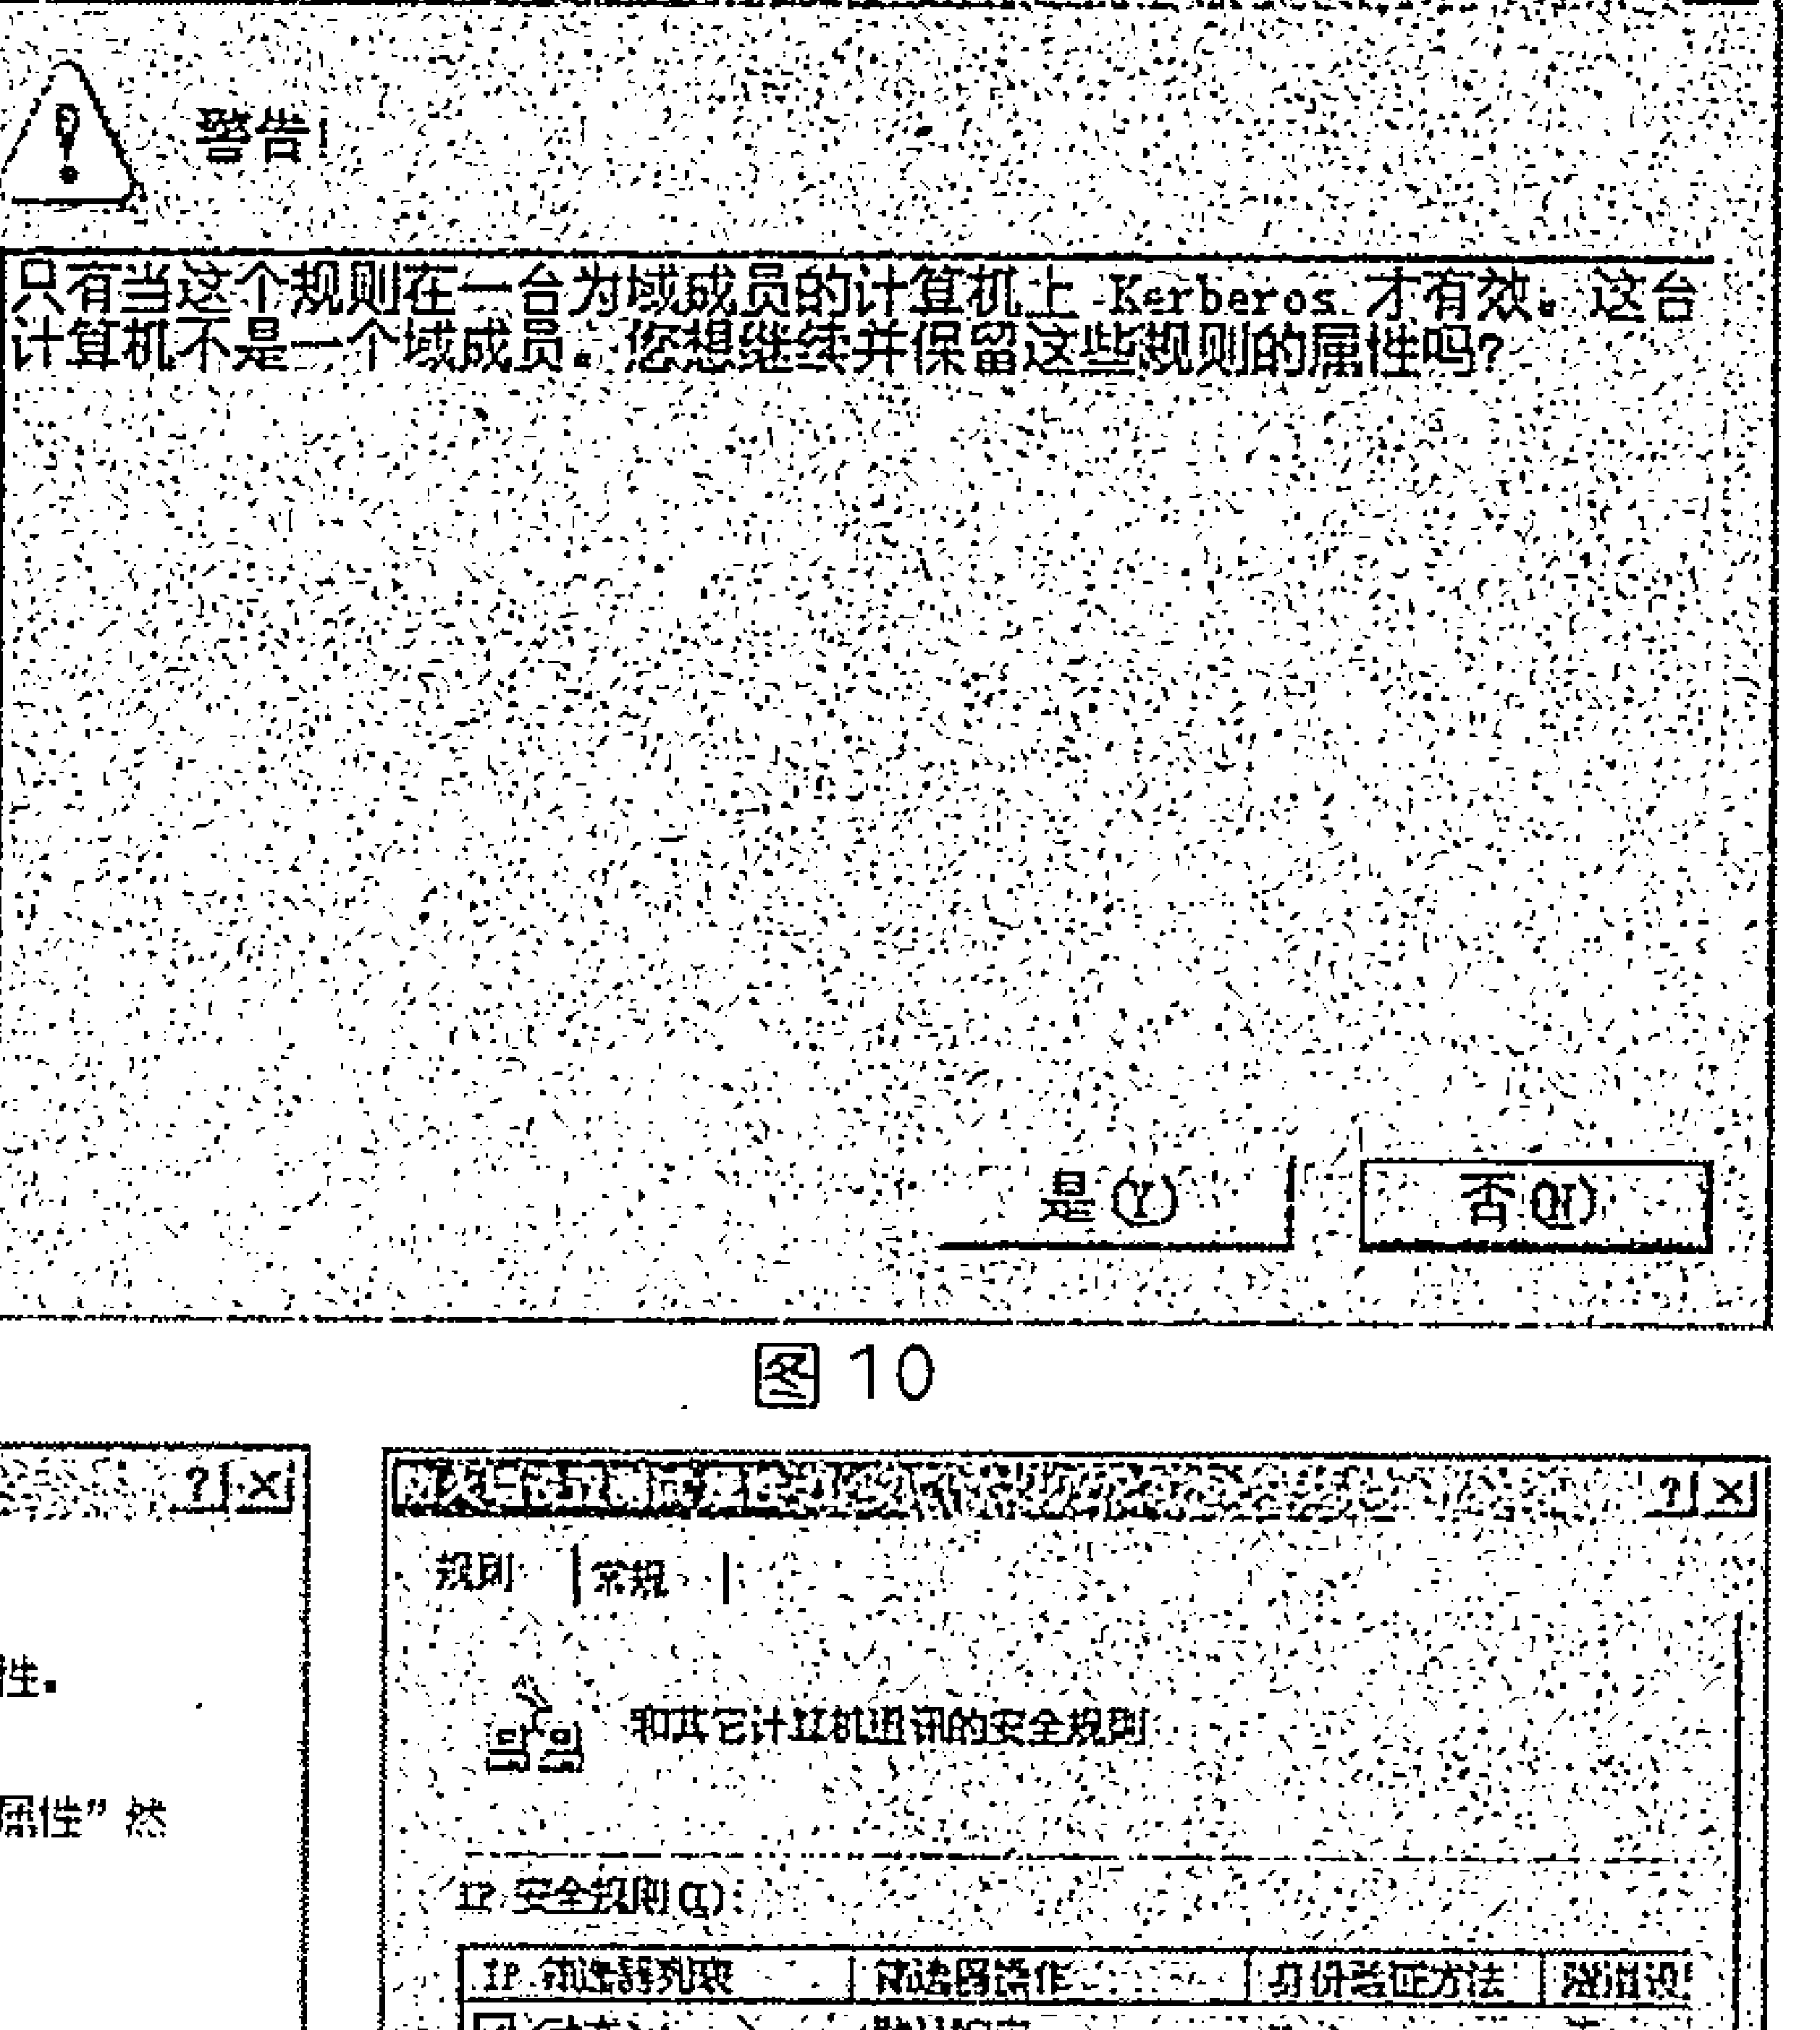 警告!
只有当这个规则在一台为域成员的计算机上 Kerberos 才有效。这台
计算机不是一个域成员。您想继续并保留这些规则的属性吗?
是(Y)
否(N)
图 10
性.
属性” 然
规则
常规
和其它计算机通讯的安全规则
IP 安全规则(I):
IP 筛选器列表
筛选器操作
身份验证方法
隧道设